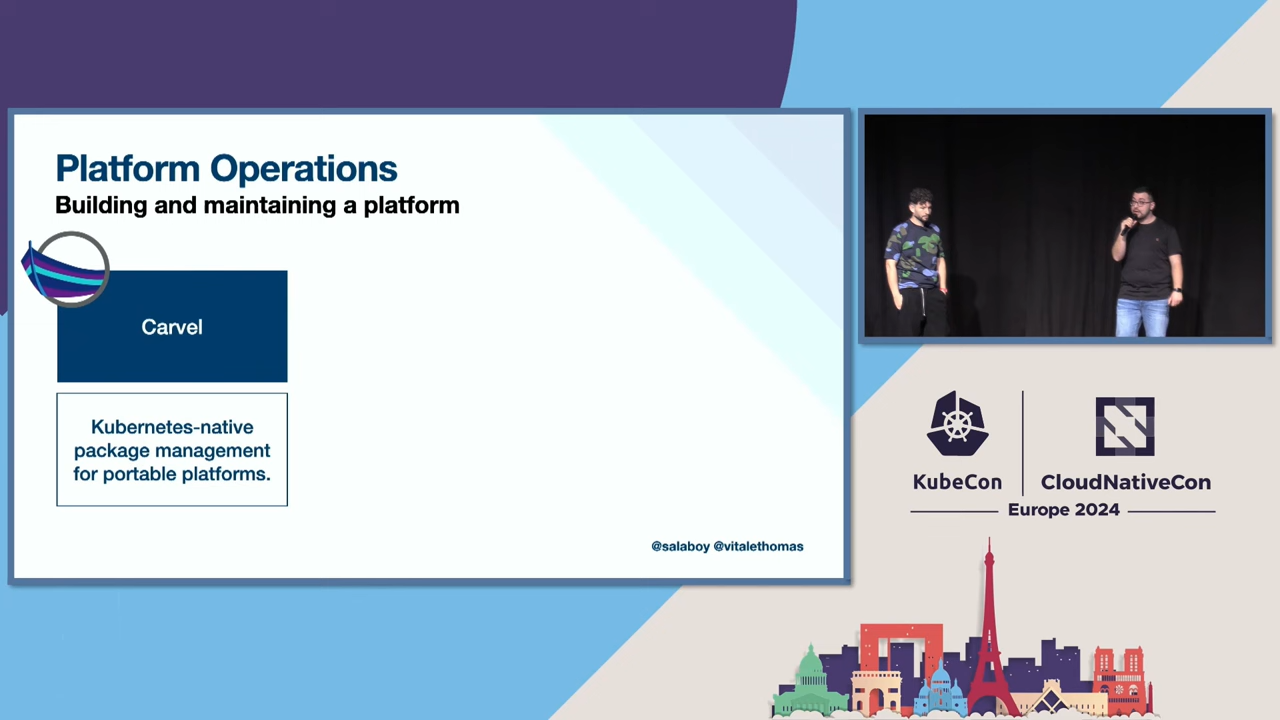 Platform Operations
Building and maintaining a platform
Carvel
Kubernetes-native
package management
for portable platforms.
@salaboy @vitalethomas
KubeCon
CloudNativeCon
Europe 2024